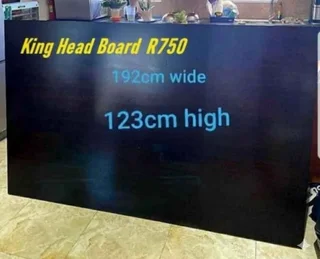 King Head Board R750
192cm wide
123cm high